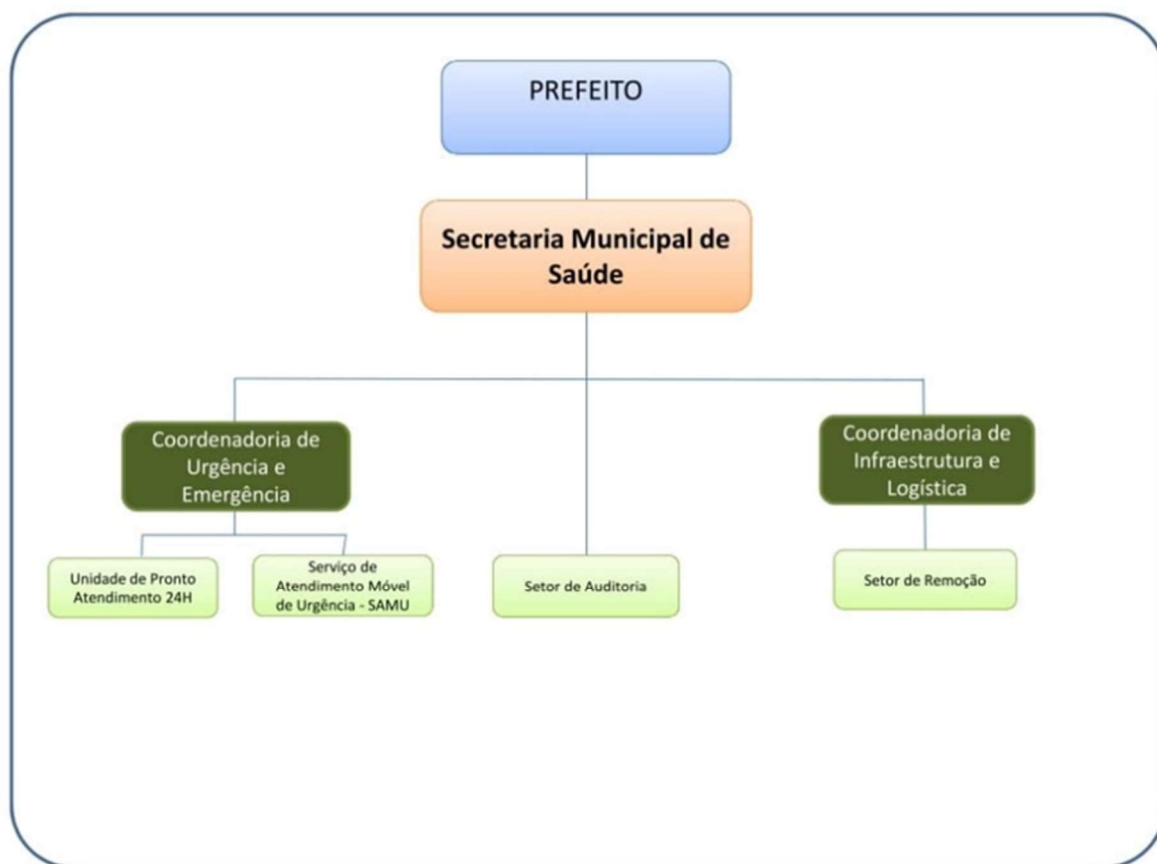 PREFEITO
Secretaria Municipal de
Saúde
Coordenadoria de
Urgência e
Emergência
Coordenadoria de
Infraestrutura e
Logística
Unidade de Pronto
Atendimento 24H
Serviço de
Atendimento Móvel
de Urgência - SAMU
Setor de Auditoria
Setor de Remoção